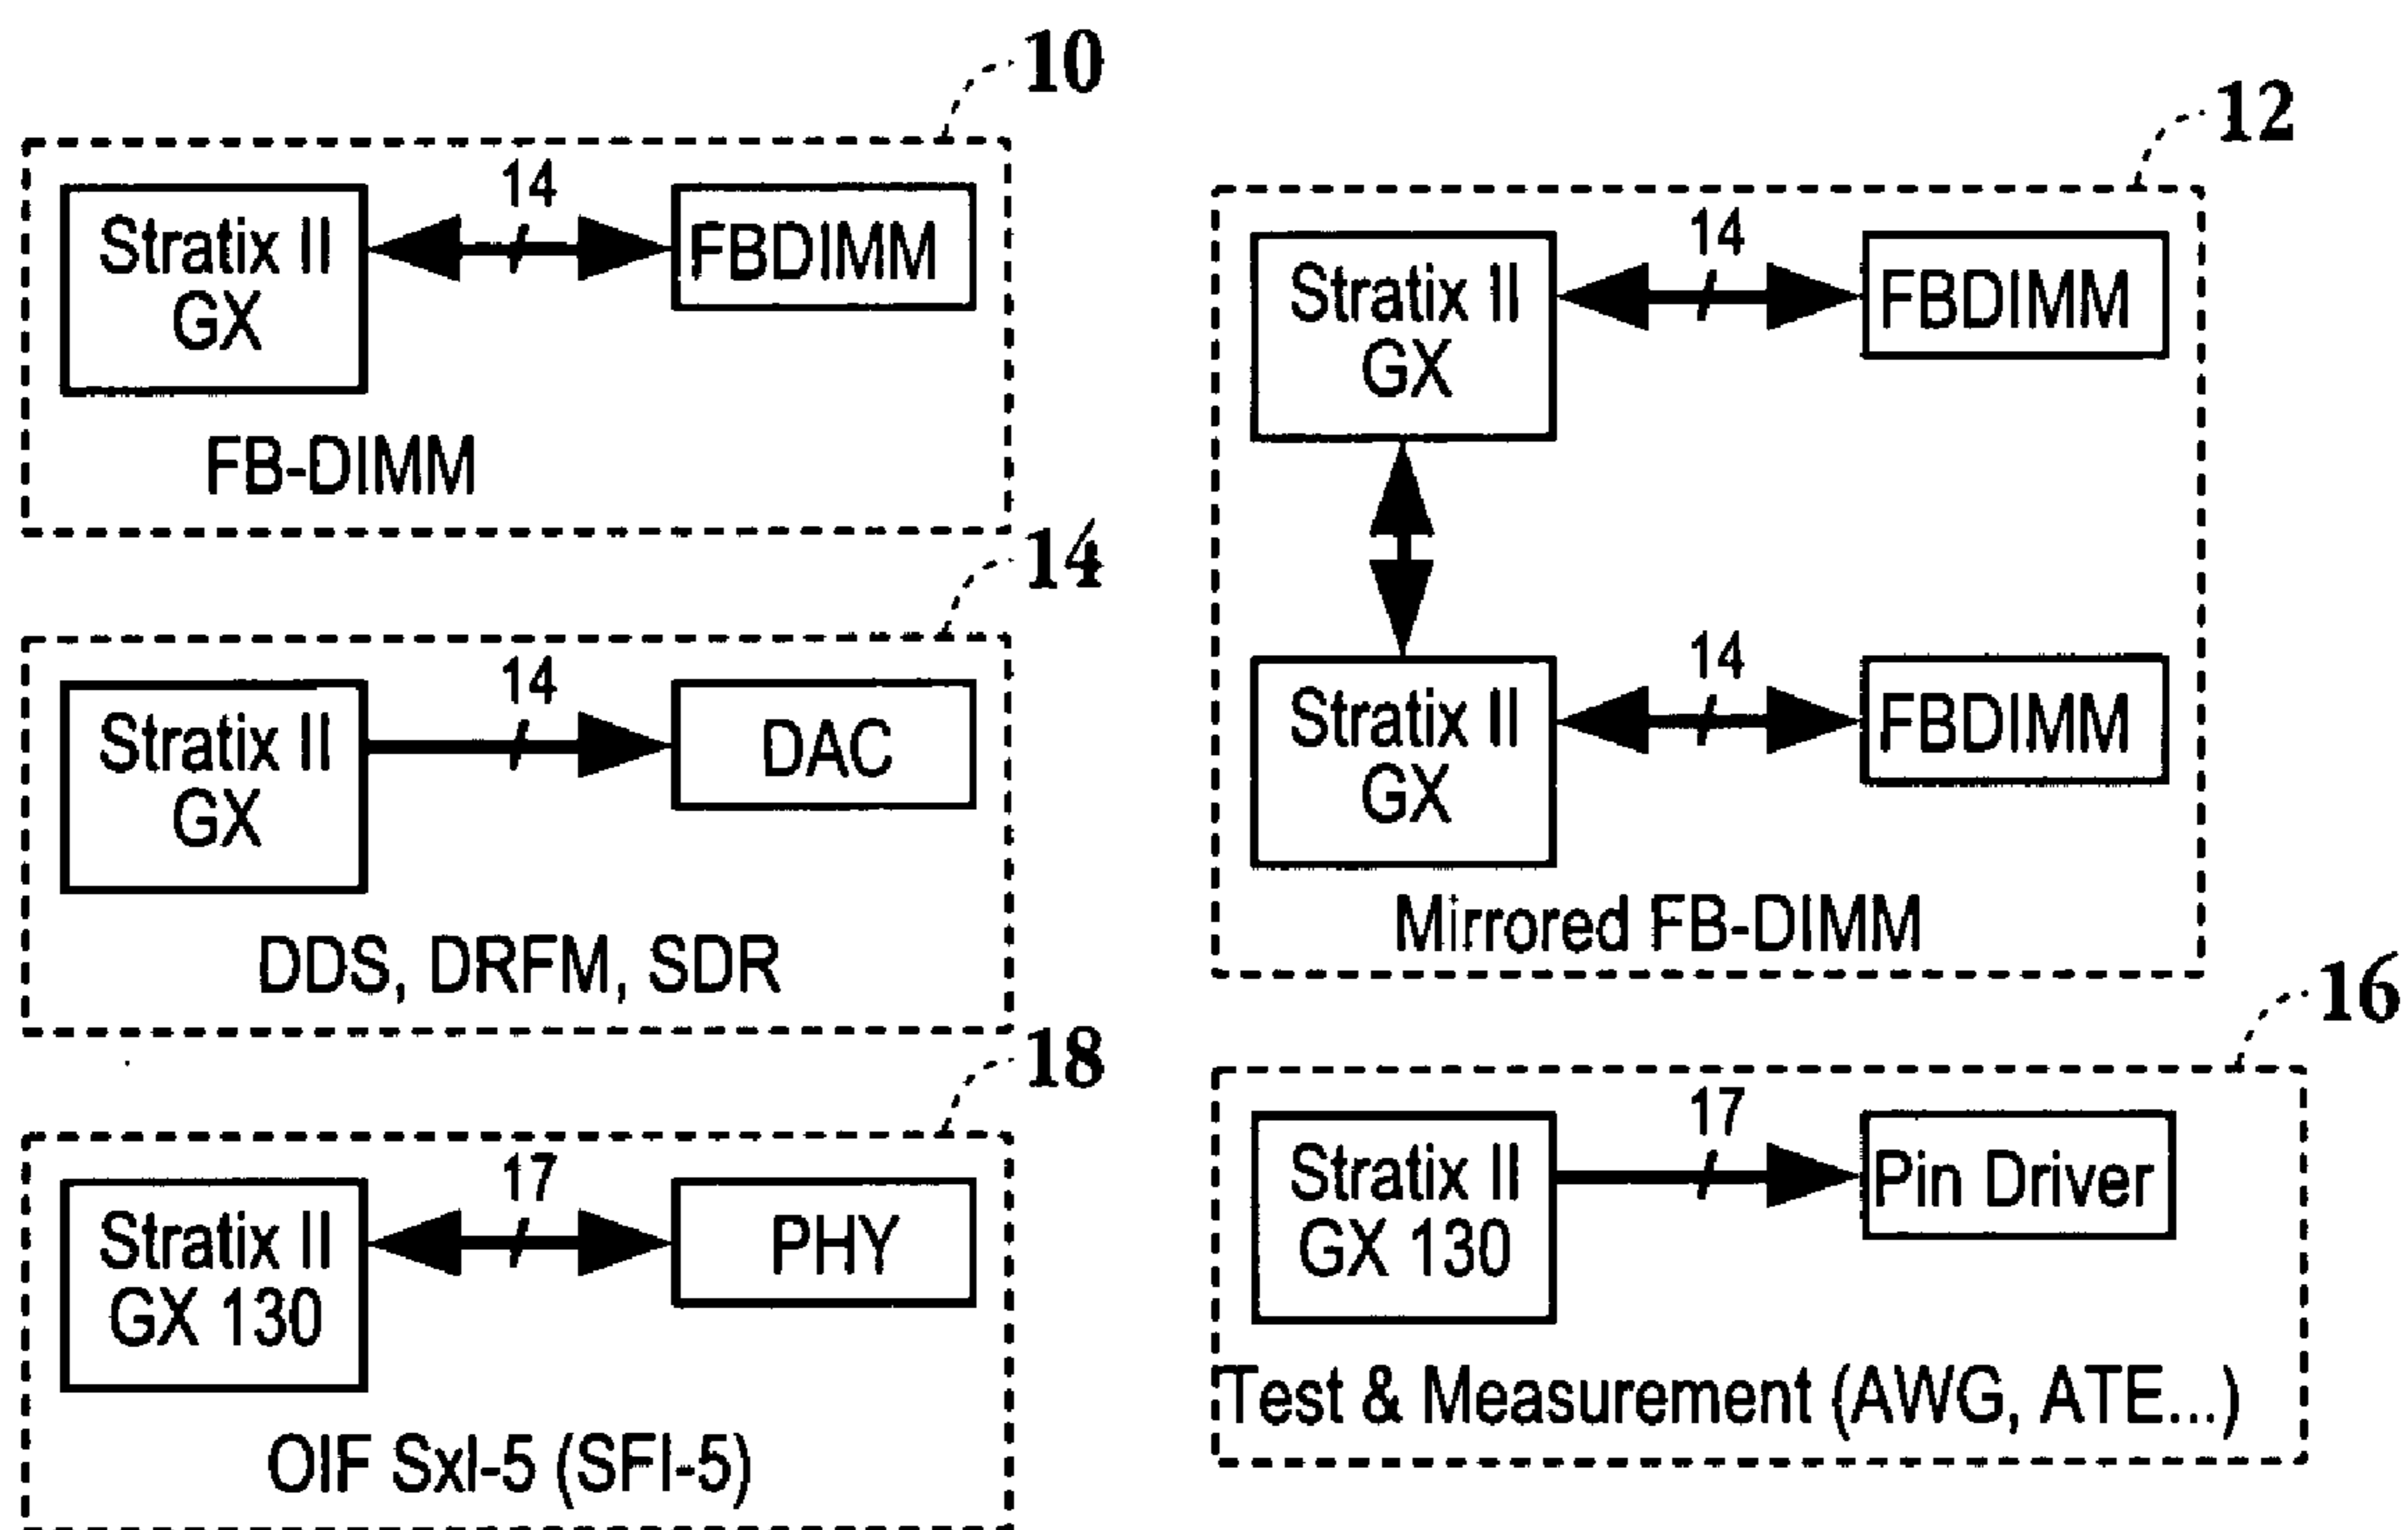 10
14
Stratix II
GX
FBDIMM
FB-DIMM
12
14
Stratix II
GX
FBDIMM
Stratix II
GX
14
FBDIMM
Mirrored FB-DIMM
14
14
Stratix II
GX
DAC
DDS, DRFM, SDR
16
17
Stratix II
GX 130
Pin Driver
Test & Measurement (AWG, ATE...)
18
17
Stratix II
GX 130
PHY
OIF SxI-5 (SFI-5)